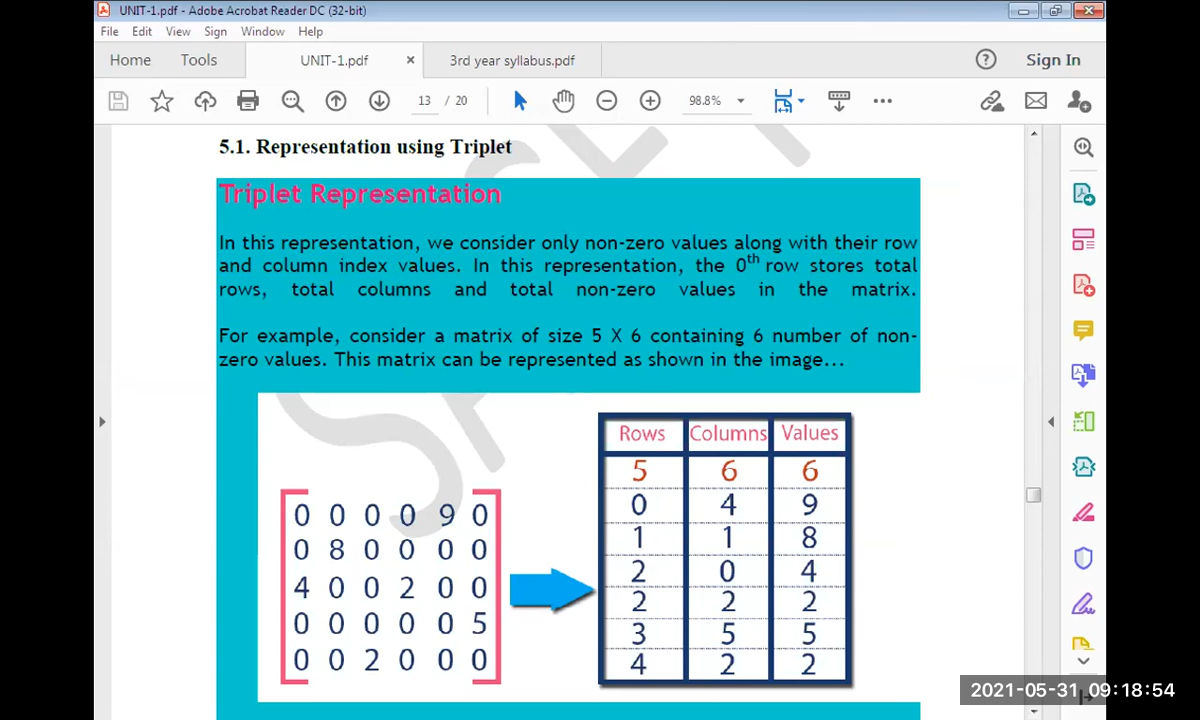 UNIT-1.pdf - Adobe Acrobat Reader DC (32-bit)
File Edit View Sign Window Help
Home Tools UNIT-1.pdf × 3rd year syllabus.pdf ? Sign In
13 / 20 98.8%
5.1. Representation using Triplet
Triplet Representation
In this representation, we consider only non-zero values along with their row
and column index values. In this representation, the 0th row stores total
rows, total columns and total non-zero values in the matrix.
For example, consider a matrix of size 5 X 6 containing 6 number of non-
zero values. This matrix can be represented as shown in the image...
0 0 0 0 9 0
0 8 0 0 0 0
4 0 0 2 0 0
0 0 0 0 0 5
0 0 2 0 0 0
Rows Columns Values
5 6 6
0 4 9
1 1 8
2 0 4
2 2 2
3 5 5
4 2 2
2021-05-31 09:18:54